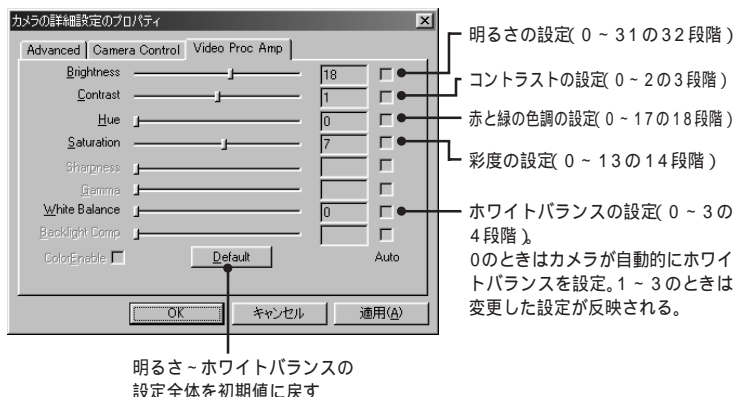 カメラの詳細設定のプロパティ
Advanced
Camera Control
Video Proc Amp
Brightness 18
Contrast 1
Hue 0
Saturation 7
Sharpness
Gamma
White Balance 0
Backlight Comp
ColorEnable
Default
Auto
OK
キャンセル
適用(A)
明るさの設定(0~31の32段階)
コントラストの設定(0~2の3段階)
赤と緑の色調の設定(0~17の18段階)
彩度の設定(0~13の14段階)
ホワイトバランスの設定(0~3の
4段階)。
0のときはカメラが自動的にホワイ
トバランスを設定。1~3のときは
変更した設定が反映される。
明るさ~ホワイトバランスの
設定全体を初期値に戻す